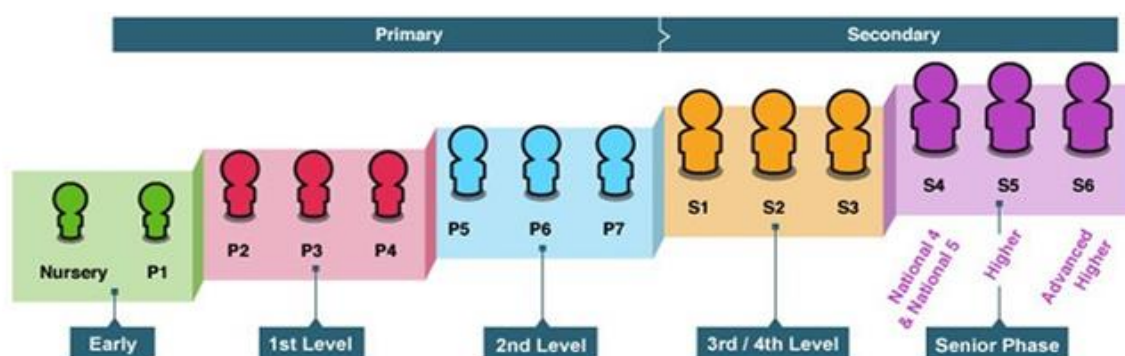 Primary
Secondary
Nursery
P1
P2
P3
P4
P5
P6
P7
S1
S2
S3
S4
S5
S6
National 4
& National 5
Higher
Advanced
Higher
Early
1st Level
2nd Level
3rd / 4th Level
Senior Phase